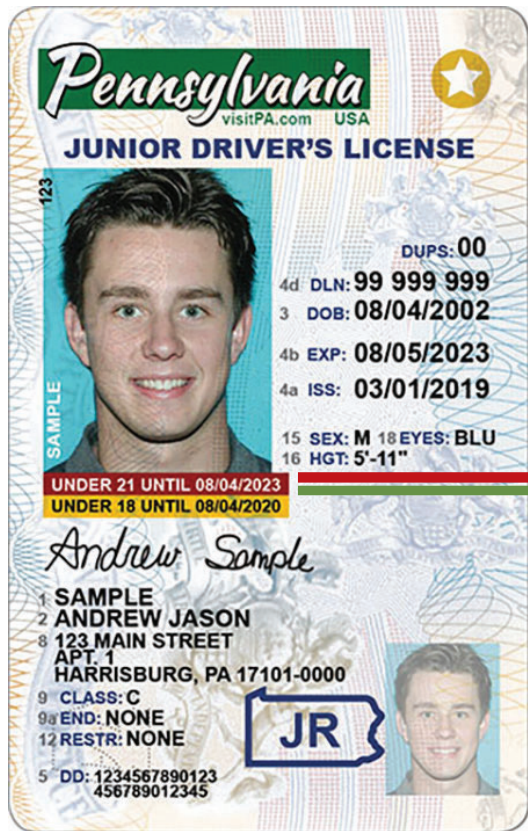 Pennsylvania
visitPA.com USA
JUNIOR DRIVER'S LICENSE
123
SAMPLE
DUPS: 00
4d DLN: 99 999 999
3 DOB: 08/04/2002
4b EXP: 08/05/2023
4a ISS: 03/01/2019
15 SEX: M 18 EYES: BLU
16 HGT: 5'-11"
UNDER 21 UNTIL 08/04/2023
UNDER 18 UNTIL 08/04/2020
Andrew Sample
1 SAMPLE
2 ANDREW JASON
8 123 MAIN STREET
APT. 1
HARRISBURG, PA 17101-0000
9 CLASS: C
9a END: NONE
12 RESTR: NONE
JR
5 DD: 1234567890123
456789012345